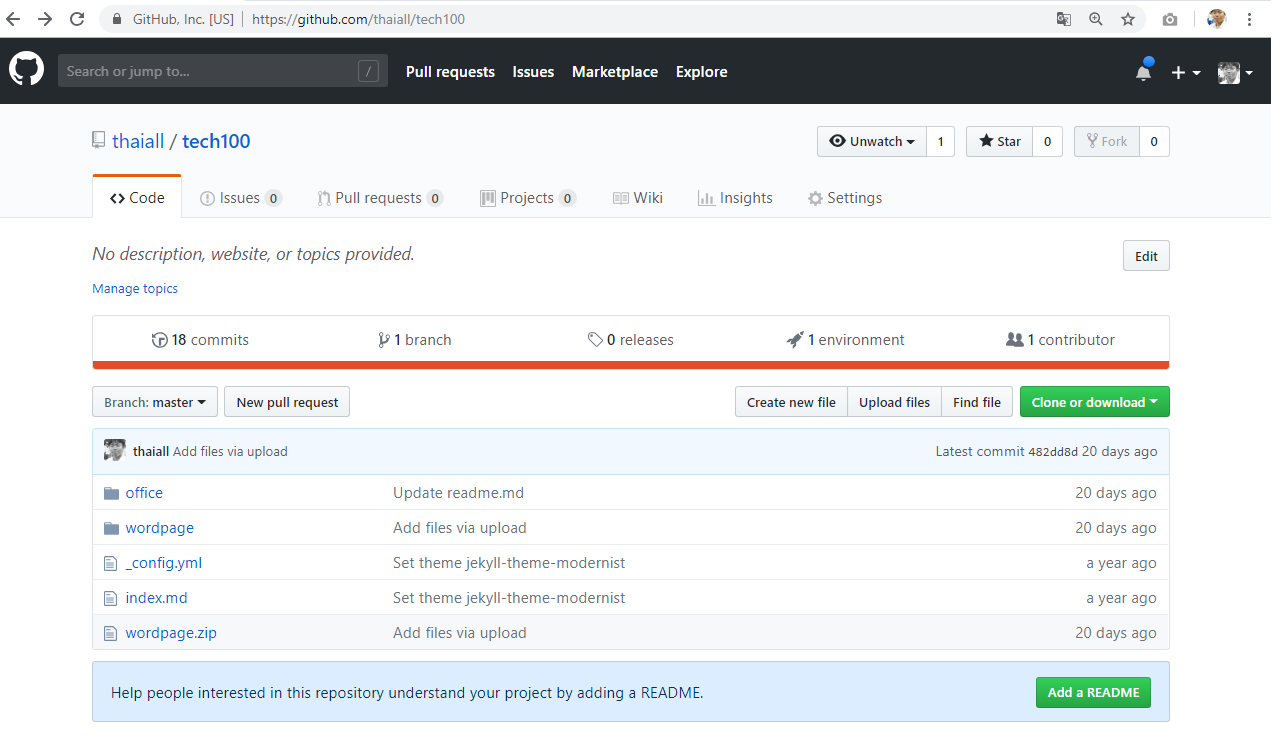 GitHub, Inc. [US] | https://github.com/thaiall/tech100
Search or jump to... /
Pull requests Issues Marketplace Explore
thaiall / tech100
Unwatch 1 Star 0 Fork 0
Code Issues 0 Pull requests 0 Projects 0 Wiki Insights Settings
No description, website, or topics provided. Edit
Manage topics
18 commits 1 branch 0 releases 1 environment 1 contributor
Branch: master New pull request Create new file Upload files Find file Clone or download
thaiall Add files via upload Latest commit 482dd8d 20 days ago
office Update readme.md 20 days ago
wordpage Add files via upload 20 days ago
_config.yml Set theme jekyll-theme-modernist a year ago
index.md Set theme jekyll-theme-modernist a year ago
wordpage.zip Add files via upload 20 days ago
Help people interested in this repository understand your project by adding a README. Add a README